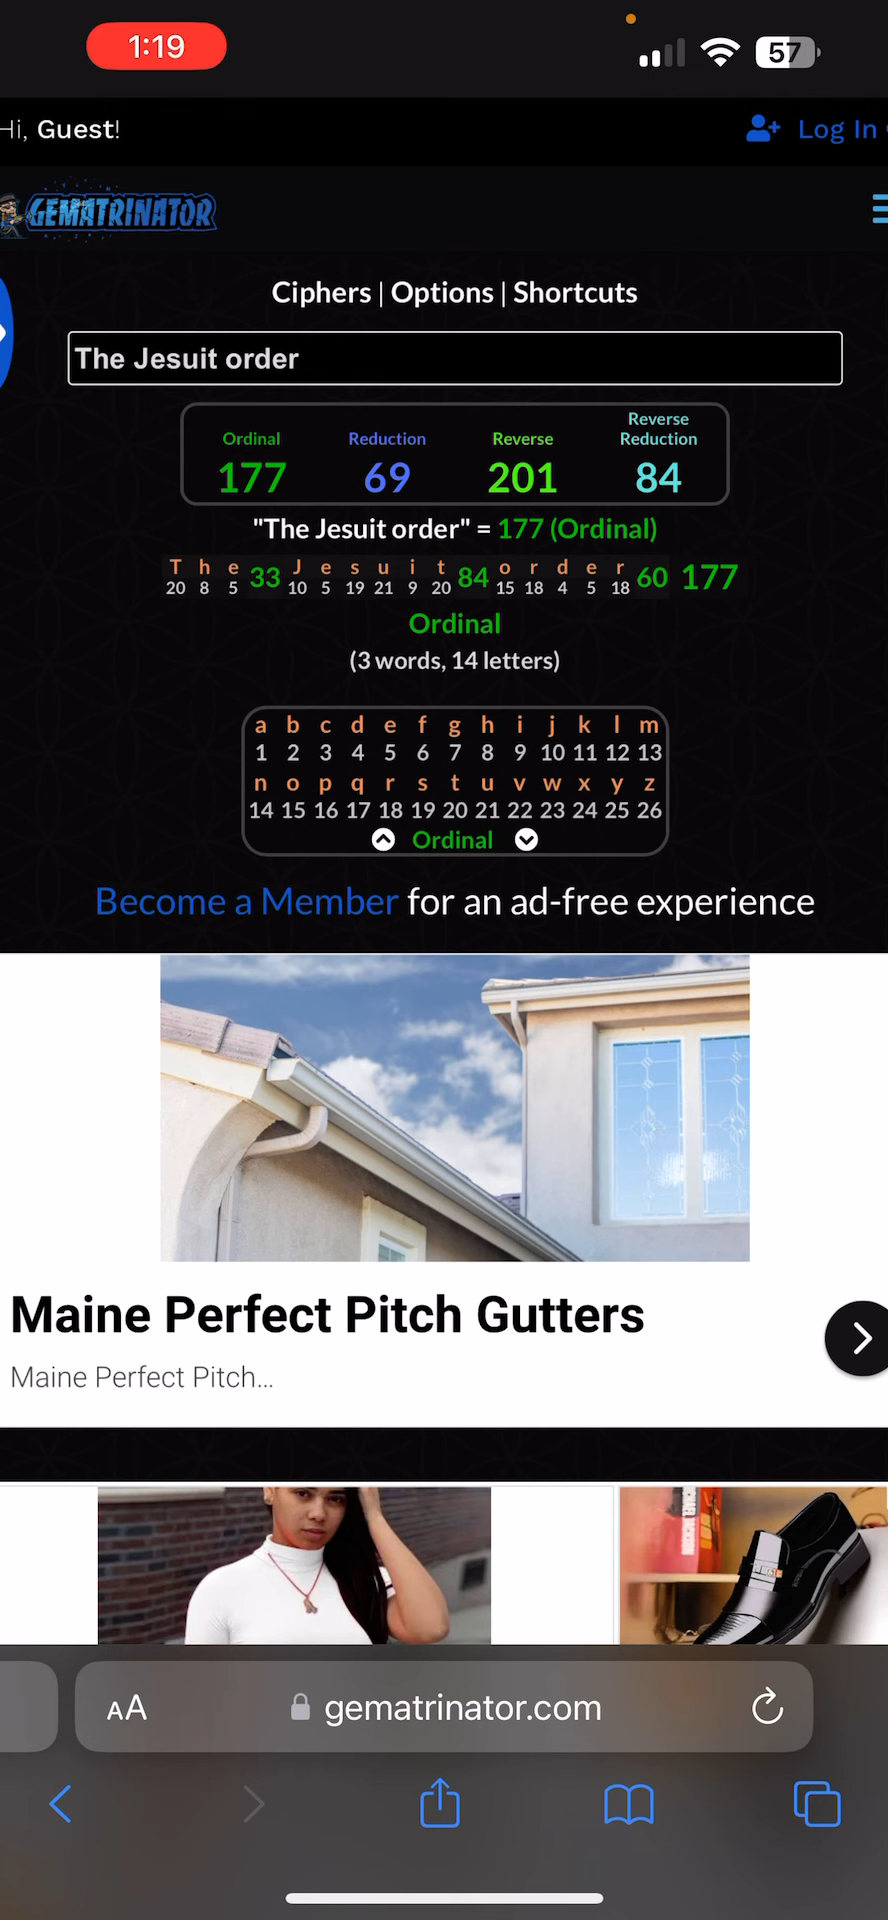 1:19
57
Hi, Guest!
Log In
GEMATRINATOR
Ciphers | Options | Shortcuts
The Jesuit order
Ordinal Reduction Reverse Reverse Reduction
177 69 201 84
"The Jesuit order" = 177 (Ordinal)
T h e 33 J e s u i t 84 o r d e r 60 177
20 8 5 10 5 19 21 9 20 15 18 4 5 18
Ordinal
(3 words, 14 letters)
a b c d e f g h i j k l m
1 2 3 4 5 6 7 8 9 10 11 12 13
n o p q r s t u v w x y z
14 15 16 17 18 19 20 21 22 23 24 25 26
Ordinal
Become a Member for an ad-free experience
Maine Perfect Pitch Gutters
Maine Perfect Pitch...
AA
gematrinator.com